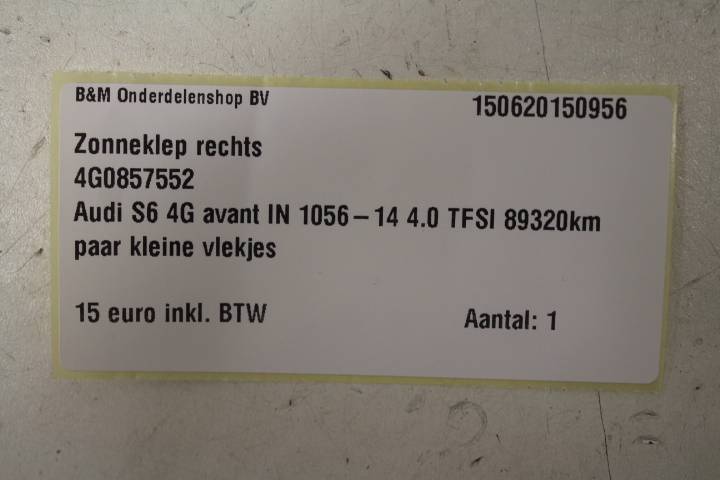 B&M Onderdelenshop BV 150620150956
Zonneklep rechts
4G0857552
Audi S6 4G avant IN 1056-14 4.0 TFSI 89320km
paar kleine vlekjes
15 euro inkl. BTW Aantal: 1